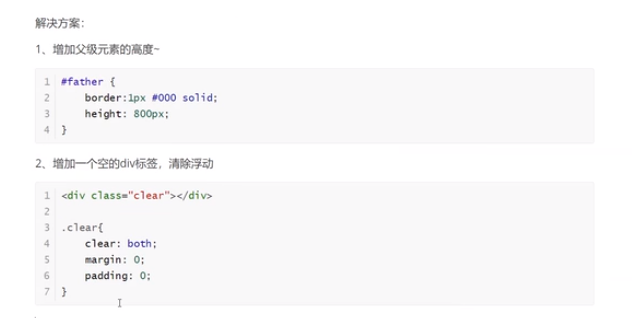 解决方案：
1、增加父级元素的高度~
1 #father {
2     border:1px #000 solid;
3     height: 800px;
4 }
2、增加一个空的div标签，清除浮动
1 <div class="clear"></div>
2
3 .clear{
4     clear: both;
5     margin: 0;
6     padding: 0;
7 }